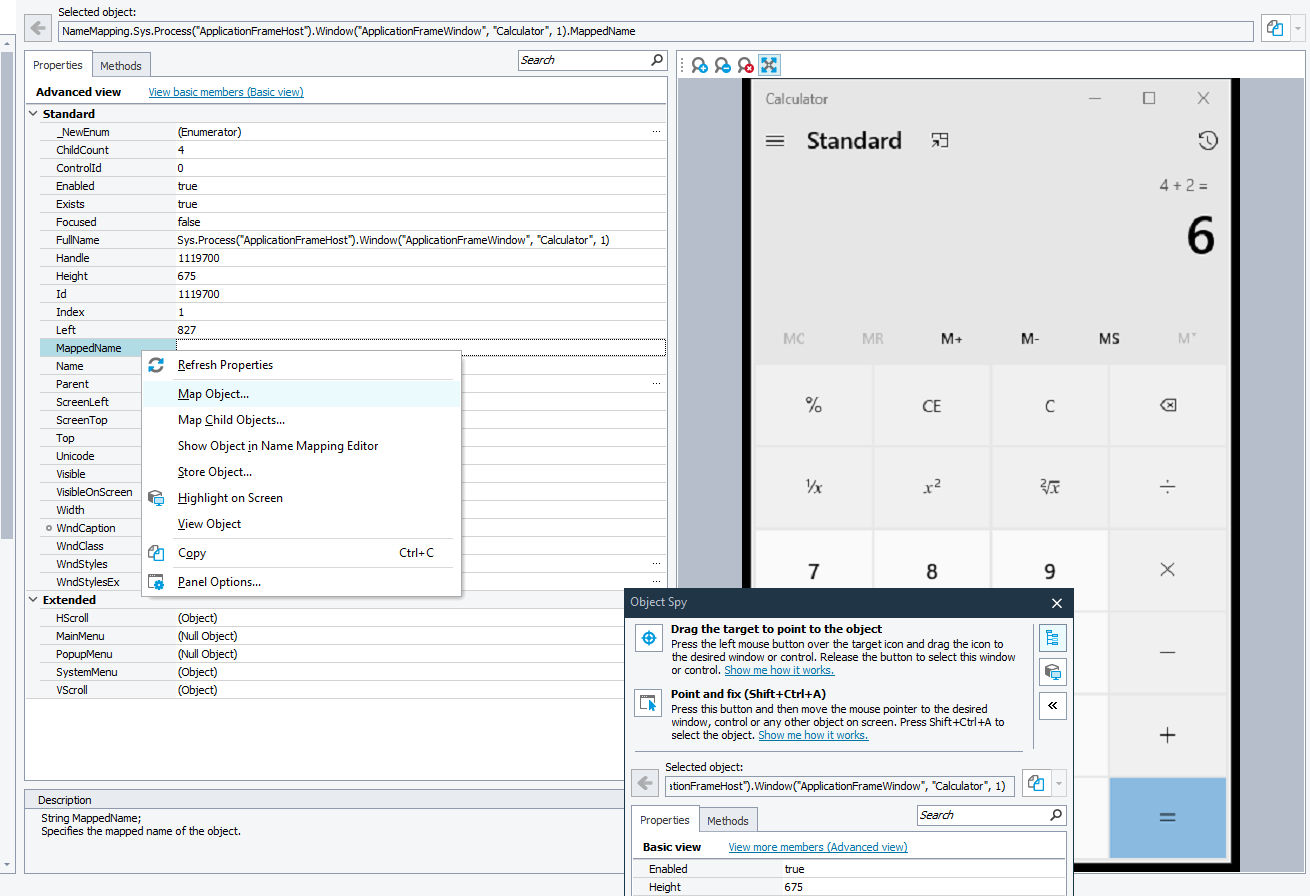 Selected object:
NameMapping.Sys.Process("ApplicationFrameHost").Window("ApplicationFrameWindow", "Calculator", 1).MappedName
Properties
Methods
Search
Advanced view
View basic members (Basic view)
Standard
_NewEnum (Enumerator) ...
ChildCount 4
ControlId 0
Enabled true
Exists true
Focused false
FullName Sys.Process("ApplicationFrameHost").Window("ApplicationFrameWindow", "Calculator", 1)
Handle 1119700
Height 675
Id 1119700
Index 1
Left 827
MappedName
Name
Parent ...
ScreenLeft
ScreenTop
Top
Unicode
Visible
VisibleOnScreen
Width
WndCaption
WndClass
WndStyles ...
WndStylesEx ...
Refresh Properties
Map Object...
Map Child Objects...
Show Object in Name Mapping Editor
Store Object...
Highlight on Screen
View Object
Copy Ctrl+C
Panel Options...
Extended
HScroll (Object)
MainMenu (Null Object)
PopupMenu (Null Object)
SystemMenu (Object)
VScroll (Object)
Description
String MappedName;
Specifies the mapped name of the object.
Calculator
Standard
4 + 2 =
6
MC MR M+ M- MS M˅
% CE C
¹/x x² ²√x ÷
7 8 9 ×
−
+
=
Object Spy
Drag the target to point to the object
Press the left mouse button over the target icon and drag the icon to
the desired window or control. Release the button to select this window
or control. Show me how it works.
Point and fix (Shift+Ctrl+A)
Press this button and then move the mouse pointer to the desired
window, control or any other object on screen. Press Shift+Ctrl+A to
select the object. Show me how it works.
«
Selected object:
ationFrameHost").Window("ApplicationFrameWindow", "Calculator", 1)
Properties
Methods
Search
Basic view
View more members (Advanced view)
Enabled true
Height 675